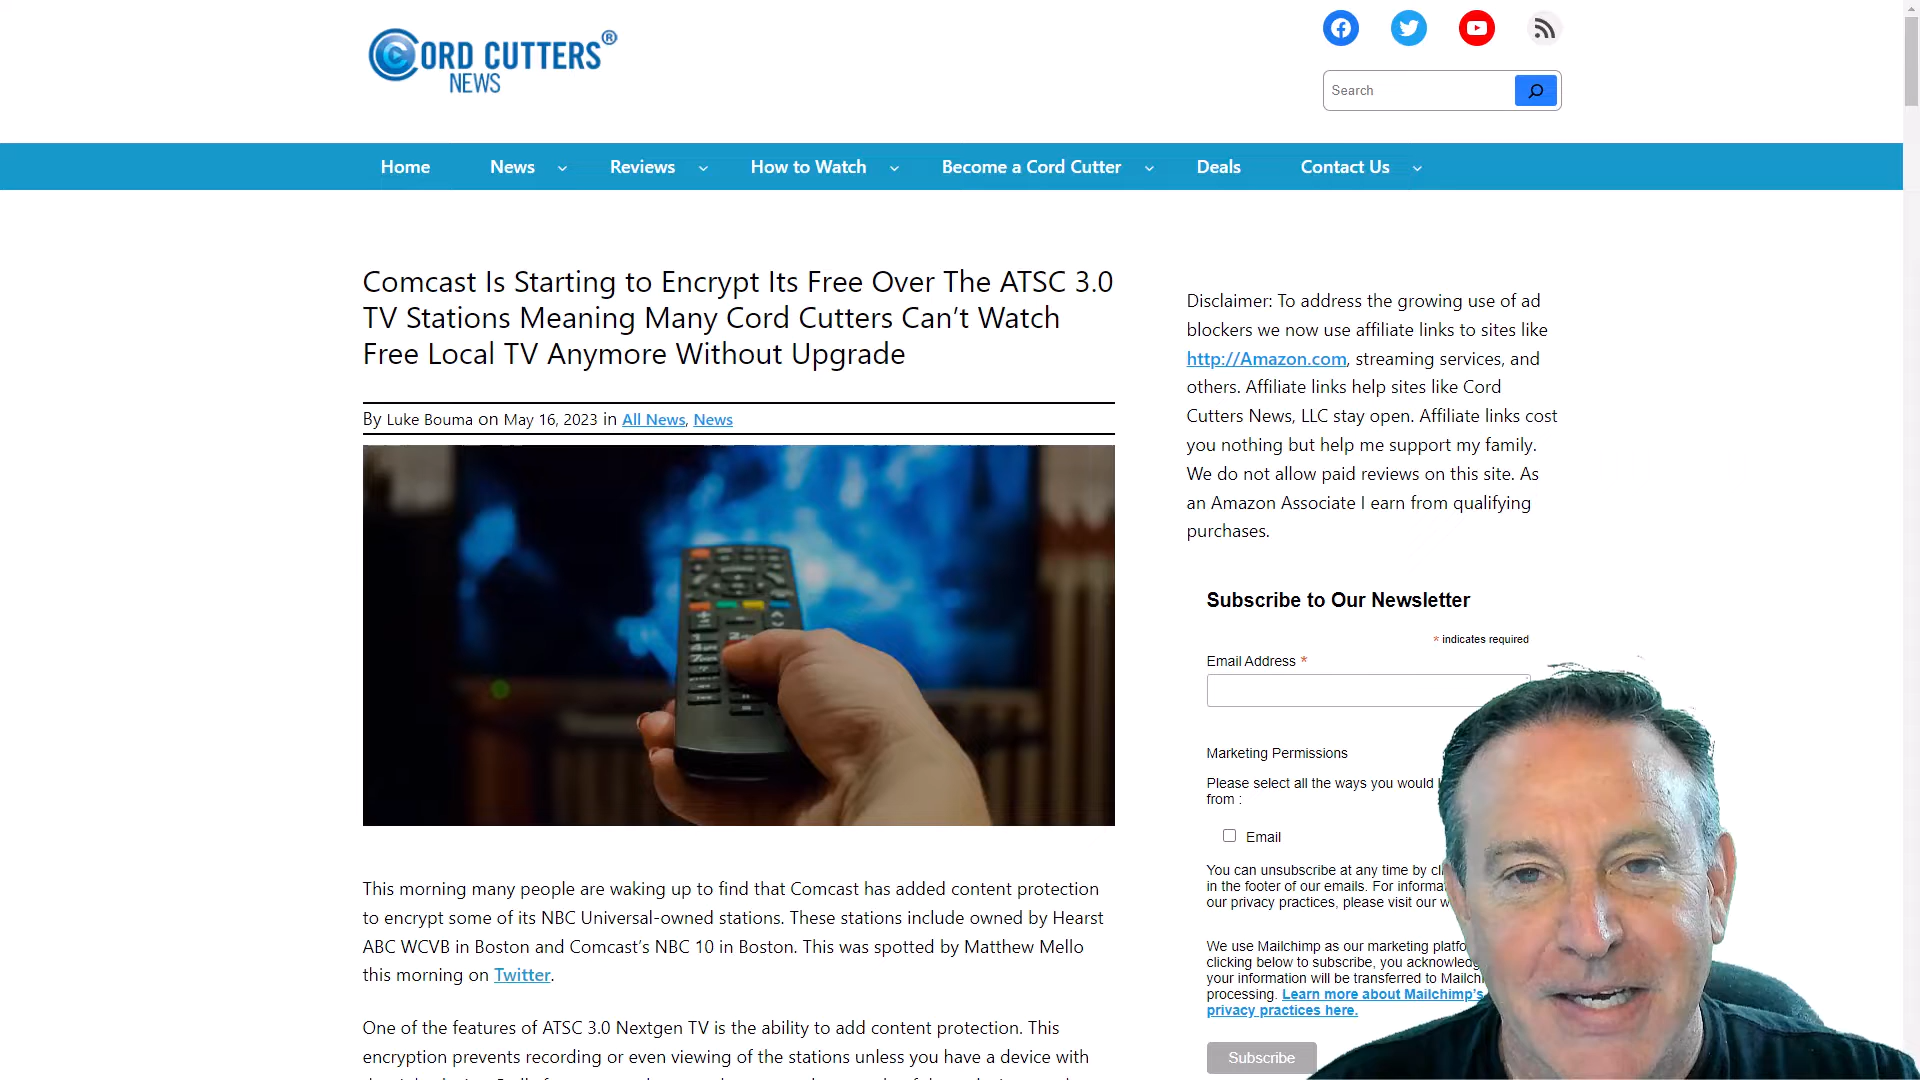 CORD CUTTERS®
NEWS
Search
Home
News
Reviews
How to Watch
Become a Cord Cutter
Deals
Contact Us
Comcast Is Starting to Encrypt Its Free Over The ATSC 3.0
TV Stations Meaning Many Cord Cutters Can’t Watch
Free Local TV Anymore Without Upgrade
By Luke Bouma on May 16, 2023 in All News, News
This morning many people are waking up to find that Comcast has added content protection
to encrypt some of its NBC Universal-owned stations. These stations include owned by Hearst
ABC WCVB in Boston and Comcast’s NBC 10 in Boston. This was spotted by Matthew Mello
this morning on Twitter.
One of the features of ATSC 3.0 Nextgen TV is the ability to add content protection. This
encryption prevents recording or even viewing of the stations unless you have a device with
Disclaimer: To address the growing use of ad
blockers we now use affiliate links to sites like
http://Amazon.com, streaming services, and
others. Affiliate links help sites like Cord
Cutters News, LLC stay open. Affiliate links cost
you nothing but help me support my family.
We do not allow paid reviews on this site. As
an Amazon Associate I earn from qualifying
purchases.
Subscribe to Our Newsletter
* indicates required
Email Address *
Marketing Permissions
Please select all the ways you would
from :
Email
You can unsubscribe at any time by
in the footer of our emails. For
our privacy practices, please visit our
We use Mailchimp as our marketing
clicking below to subscribe, you
your information will be transferred to
processing. Learn more about Mailchimp's
privacy practices here.
Subscribe